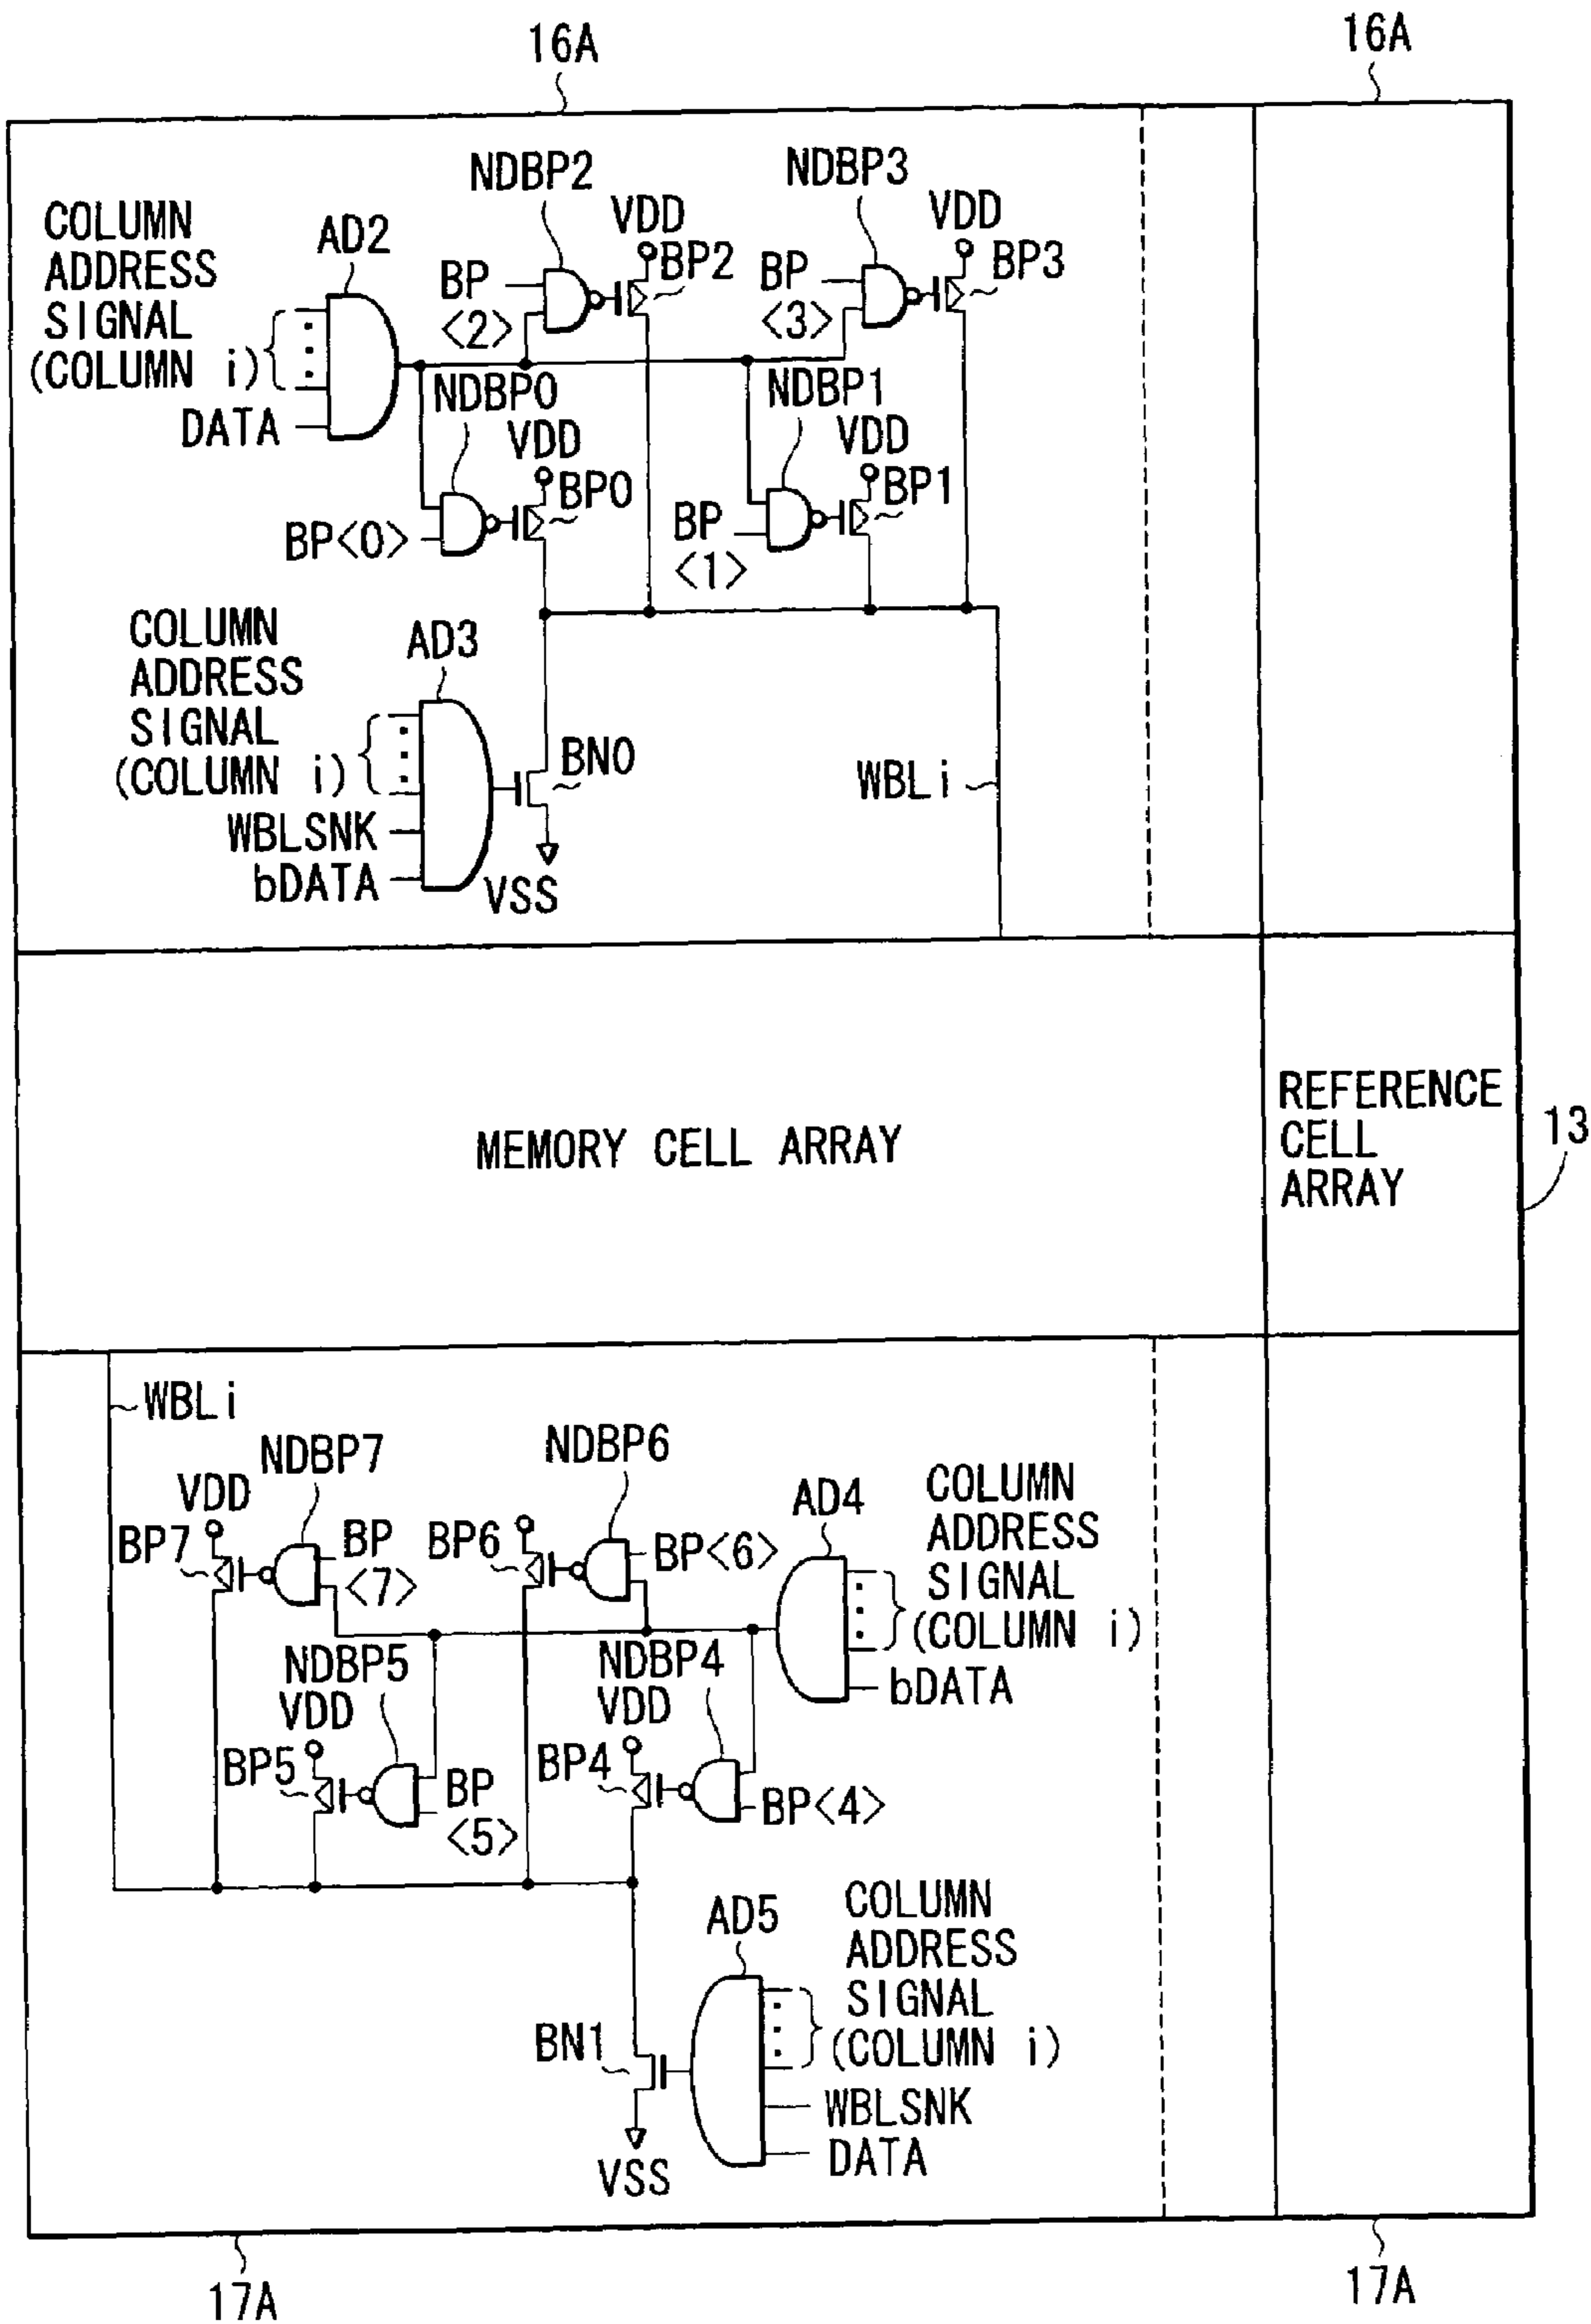 16A
16A
COLUMN
ADDRESS
SIGNAL
(COLUMN i)
DATA
AD2
NDBP2
VDD
BP2
BP
<2>
NDBP3
VDD
BP3
BP
<3>
NDBP0
VDD
BP0
BP<0>
NDBP1
VDD
BP1
BP
<1>
COLUMN
ADDRESS
SIGNAL
(COLUMN i)
WBLSNK
bDATA
AD3
BN0
VSS
WBLi
MEMORY CELL ARRAY
REFERENCE
CELL
ARRAY
13
WBLi
NDBP7
VDD
BP7
BP
<7>
NDBP6
BP6
BP<6>
AD4
COLUMN
ADDRESS
SIGNAL
(COLUMN i)
bDATA
NDBP5
VDD
BP5
BP
<5>
NDBP4
VDD
BP4
BP<4>
AD5
COLUMN
ADDRESS
SIGNAL
(COLUMN i)
WBLSNK
DATA
BN1
VSS
17A
17A